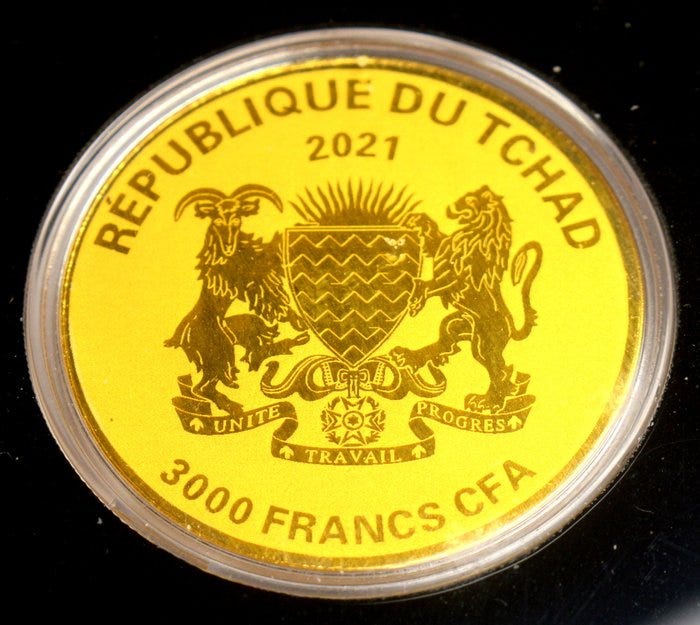 RÉPUBLIQUE DU TCHAD
2021
UNITE
TRAVAIL
PROGRES
3000 FRANCS CFA